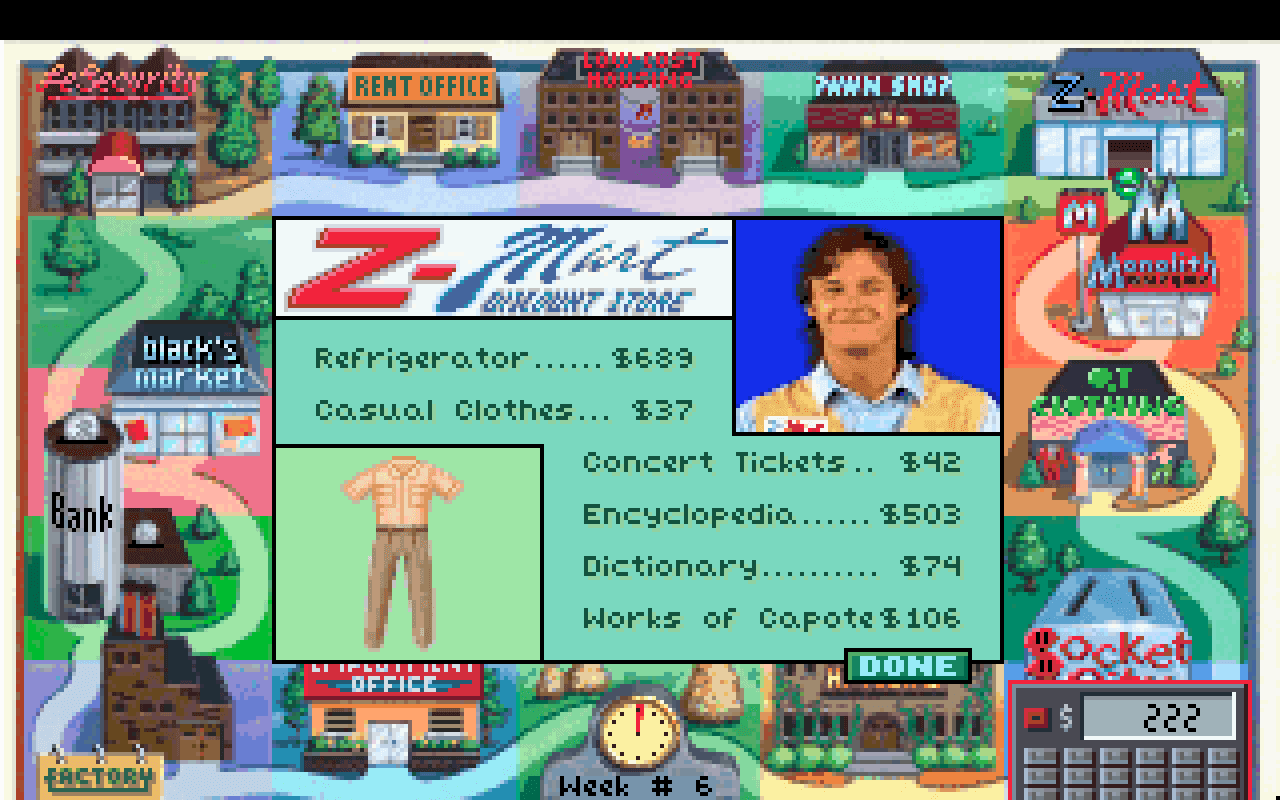 LeSecurity
RENT OFFICE
LOW-COST
HOUSING
PAWN SHOP
Z-Mart
Z-Mart
DISCOUNT STORE
M
Monolith
Refrigerator...... $689
Casual Clothes... $37
black's
market
QT
CLOTHING
Concert Tickets.. $42
Encyclopedia....... $503
Bank
Dictionary.......... $74
Works of Capote $106
Socket
DONE
EMPLOYMENT
OFFICE
$ 222
FACTORY
Week # 6